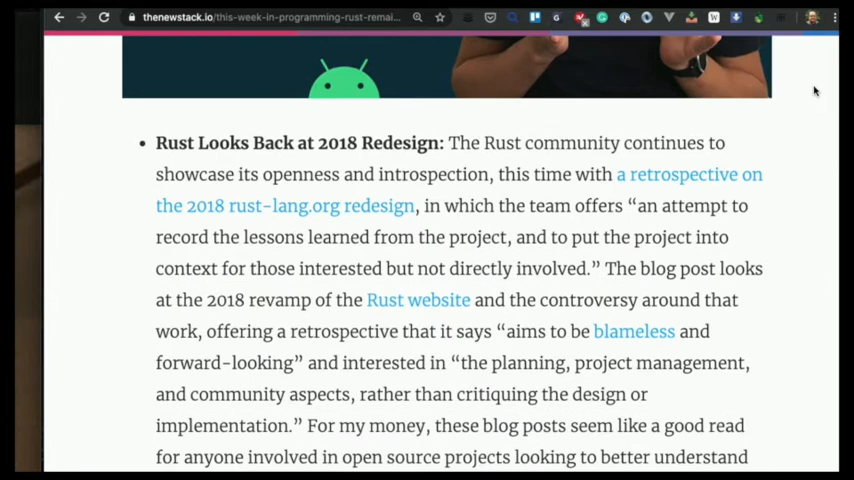 thenewstack.io/this-week-in-programming-rust-remai...
Rust Looks Back at 2018 Redesign: The Rust community continues to
showcase its openness and introspection, this time with a retrospective on
the 2018 rust-lang.org redesign, in which the team offers “an attempt to
record the lessons learned from the project, and to put the project into
context for those interested but not directly involved.” The blog post looks
at the 2018 revamp of the Rust website and the controversy around that
work, offering a retrospective that it says “aims to be blameless and
forward-looking” and interested in “the planning, project management,
and community aspects, rather than critiquing the design or
implementation.” For my money, these blog posts seem like a good read
for anyone involved in open source projects looking to better understand